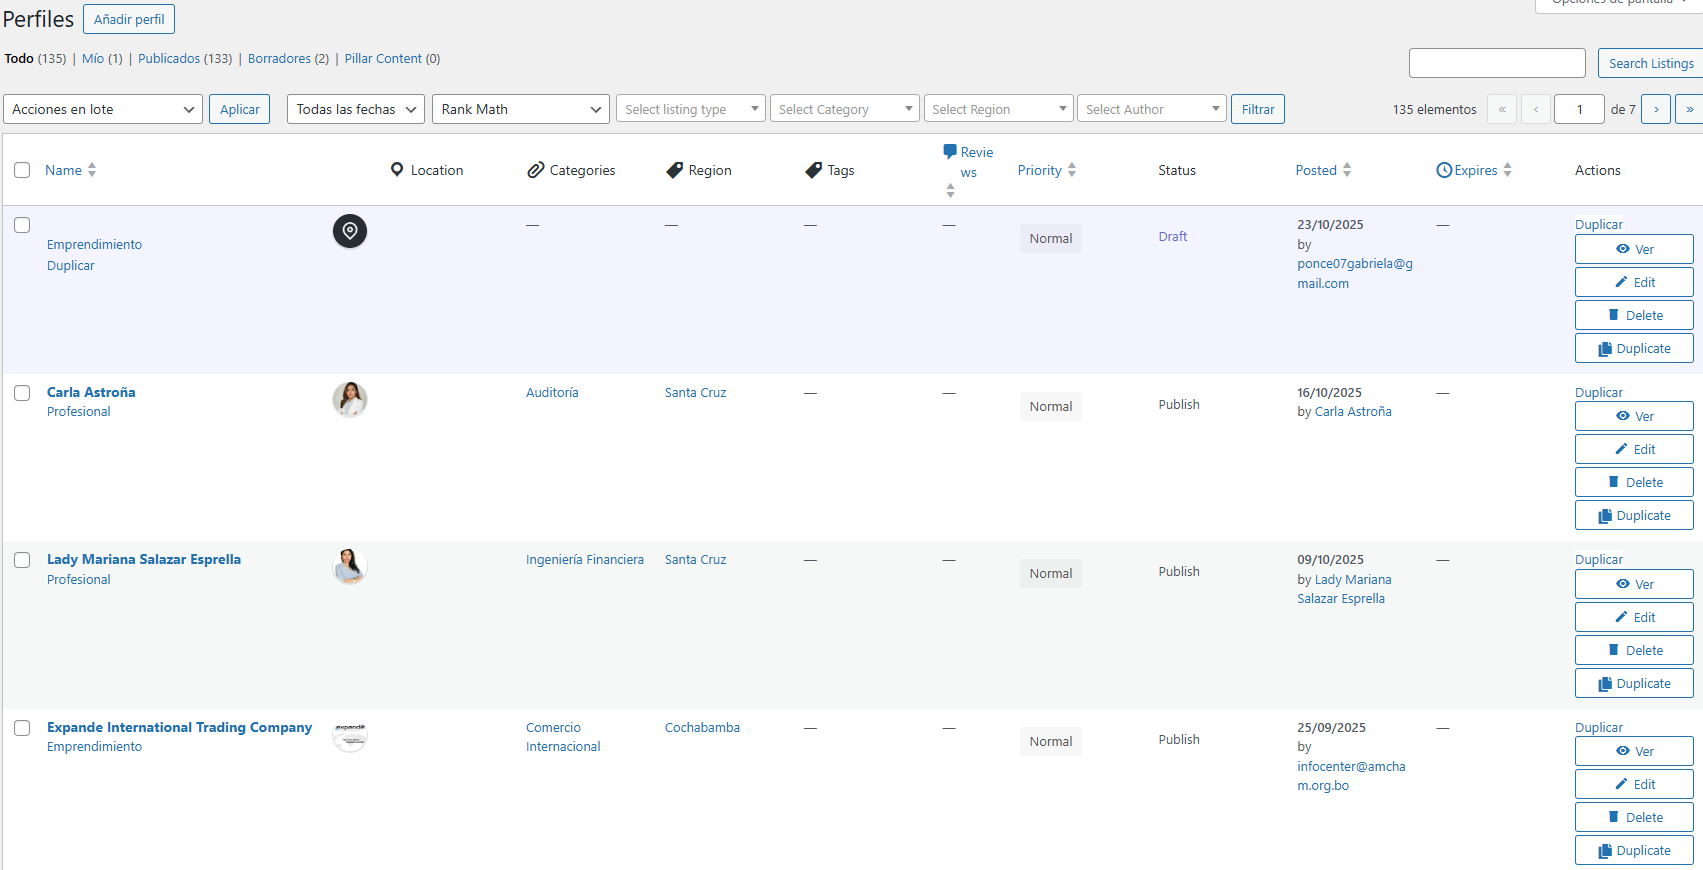 Opciones de pantalla
Perfiles Añadir perfil
Todo (135) | Mío (1) | Publicados (133) | Borradores (2) | Pillar Content (0)
Search Listings
Acciones en lote Aplicar Todas las fechas Rank Math Select listing type Select Category Select Region Select Author Filtrar 135 elementos « ‹ 1 de 7 › »
Name Location Categories Region Tags Reviews Priority Status Posted Expires Actions
Emprendimiento
Duplicar
— — — —
Normal
Draft
23/10/2025
by
ponce07gabriela@g
mail.com
—
Duplicar
Ver
Edit
Delete
Duplicate
Carla Astroña
Profesional
Auditoría
Santa Cruz
— —
Normal
Publish
16/10/2025
by Carla Astroña
—
Duplicar
Ver
Edit
Delete
Duplicate
Lady Mariana Salazar Esprella
Profesional
Ingeniería Financiera
Santa Cruz
— —
Normal
Publish
09/10/2025
by Lady Mariana
Salazar Esprella
—
Duplicar
Ver
Edit
Delete
Duplicate
Expande International Trading Company
Emprendimiento
expande
Comercio
Internacional
Cochabamba
— —
Normal
Publish
25/09/2025
by
infocenter@amcha
m.org.bo
—
Duplicar
Ver
Edit
Delete
Duplicate